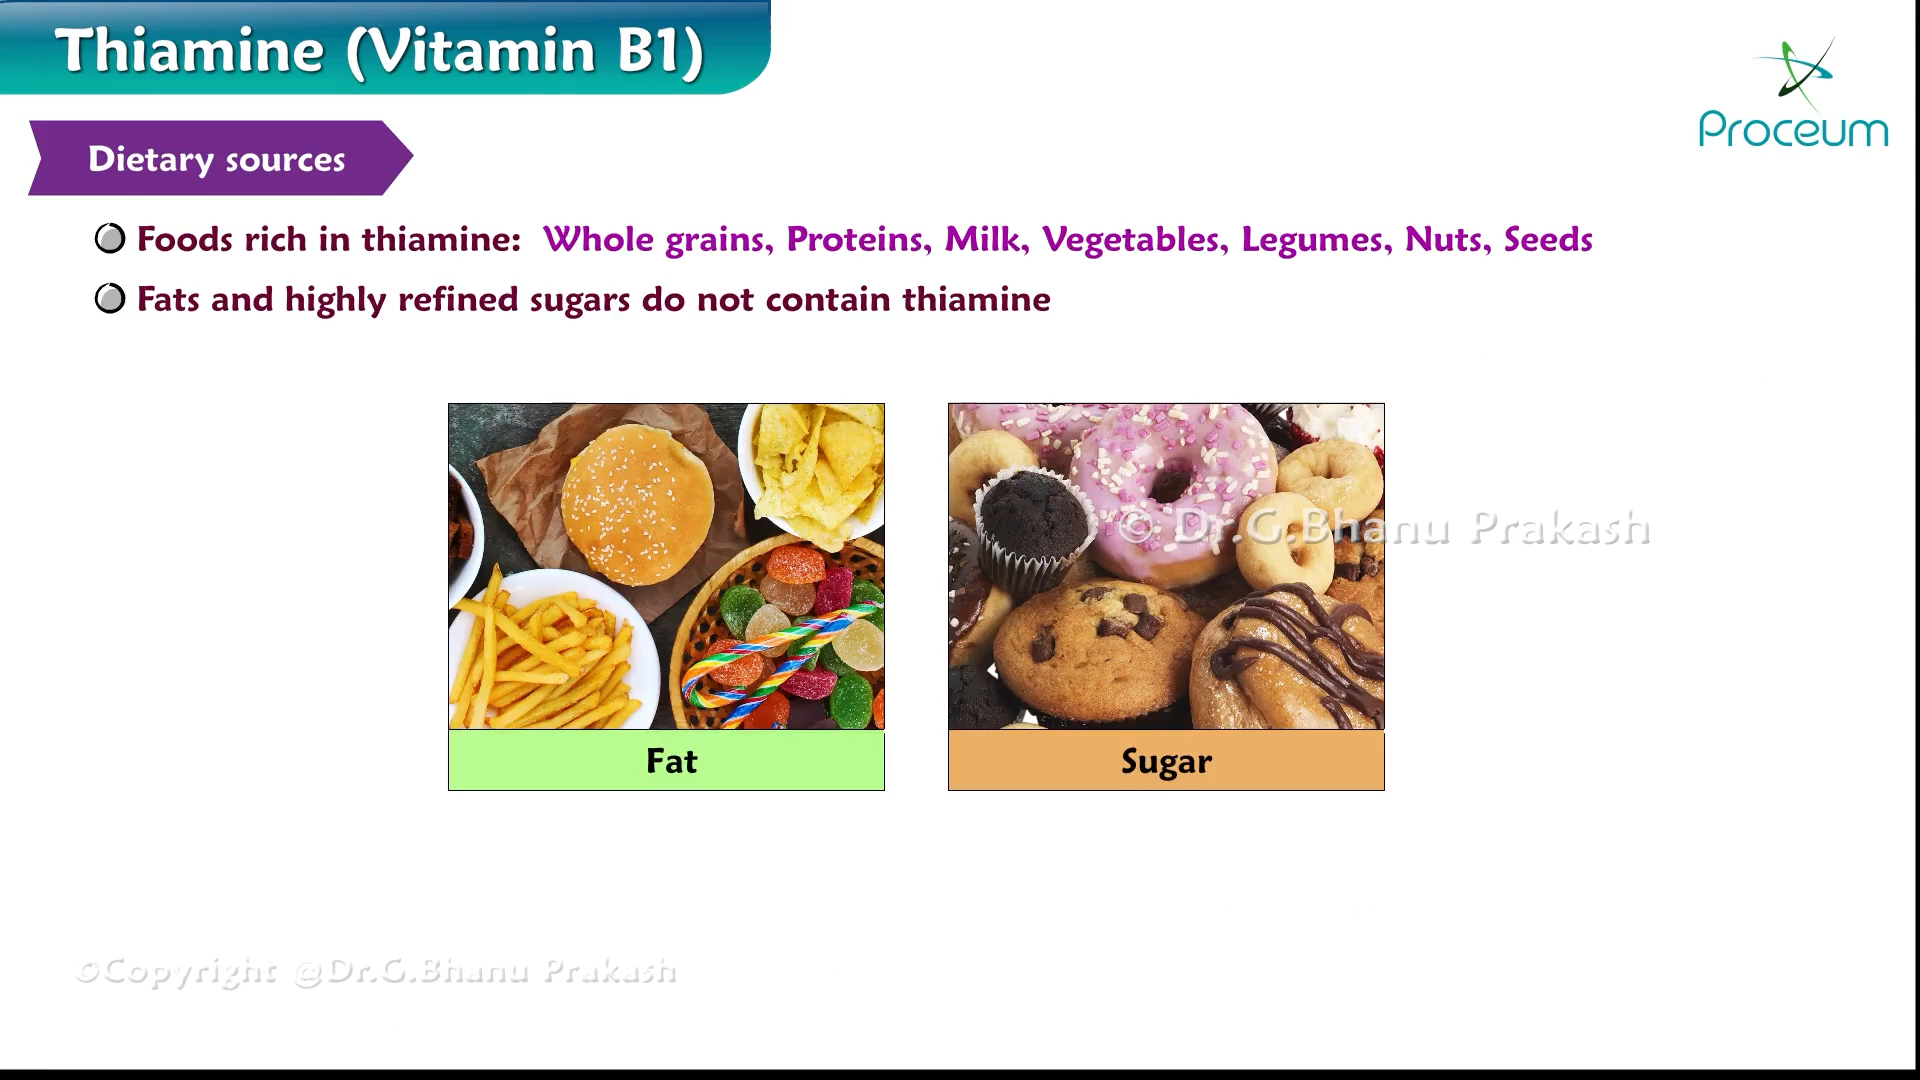 Thiamine (Vitamin B1)
Proceum
Dietary sources
Foods rich in thiamine: Whole grains, Proteins, Milk, Vegetables, Legumes, Nuts, Seeds
Fats and highly refined sugars do not contain thiamine
© Dr.G.Bhanu Prakash
Fat
Sugar
©Copyright @Dr.G.Bhanu Prakash